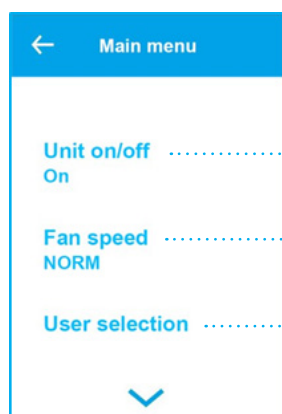 Main menu
Unit on/off
On
Fan speed
NORM
User selection